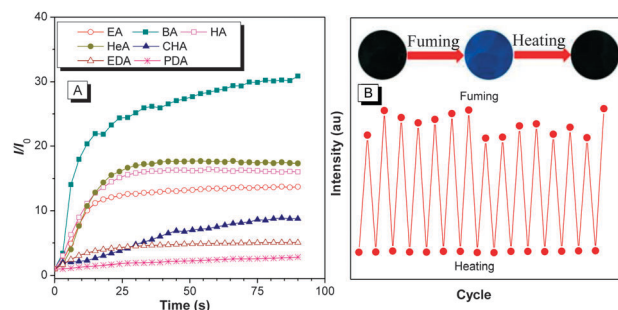 EA BA HA
HeA CHA
EDA PDA
A
I/I0
40
30
20
10
0
0 25 50 75 100
Time (s)
B
Fuming Heating
Fuming
Heating
Intensity (au)
Cycle